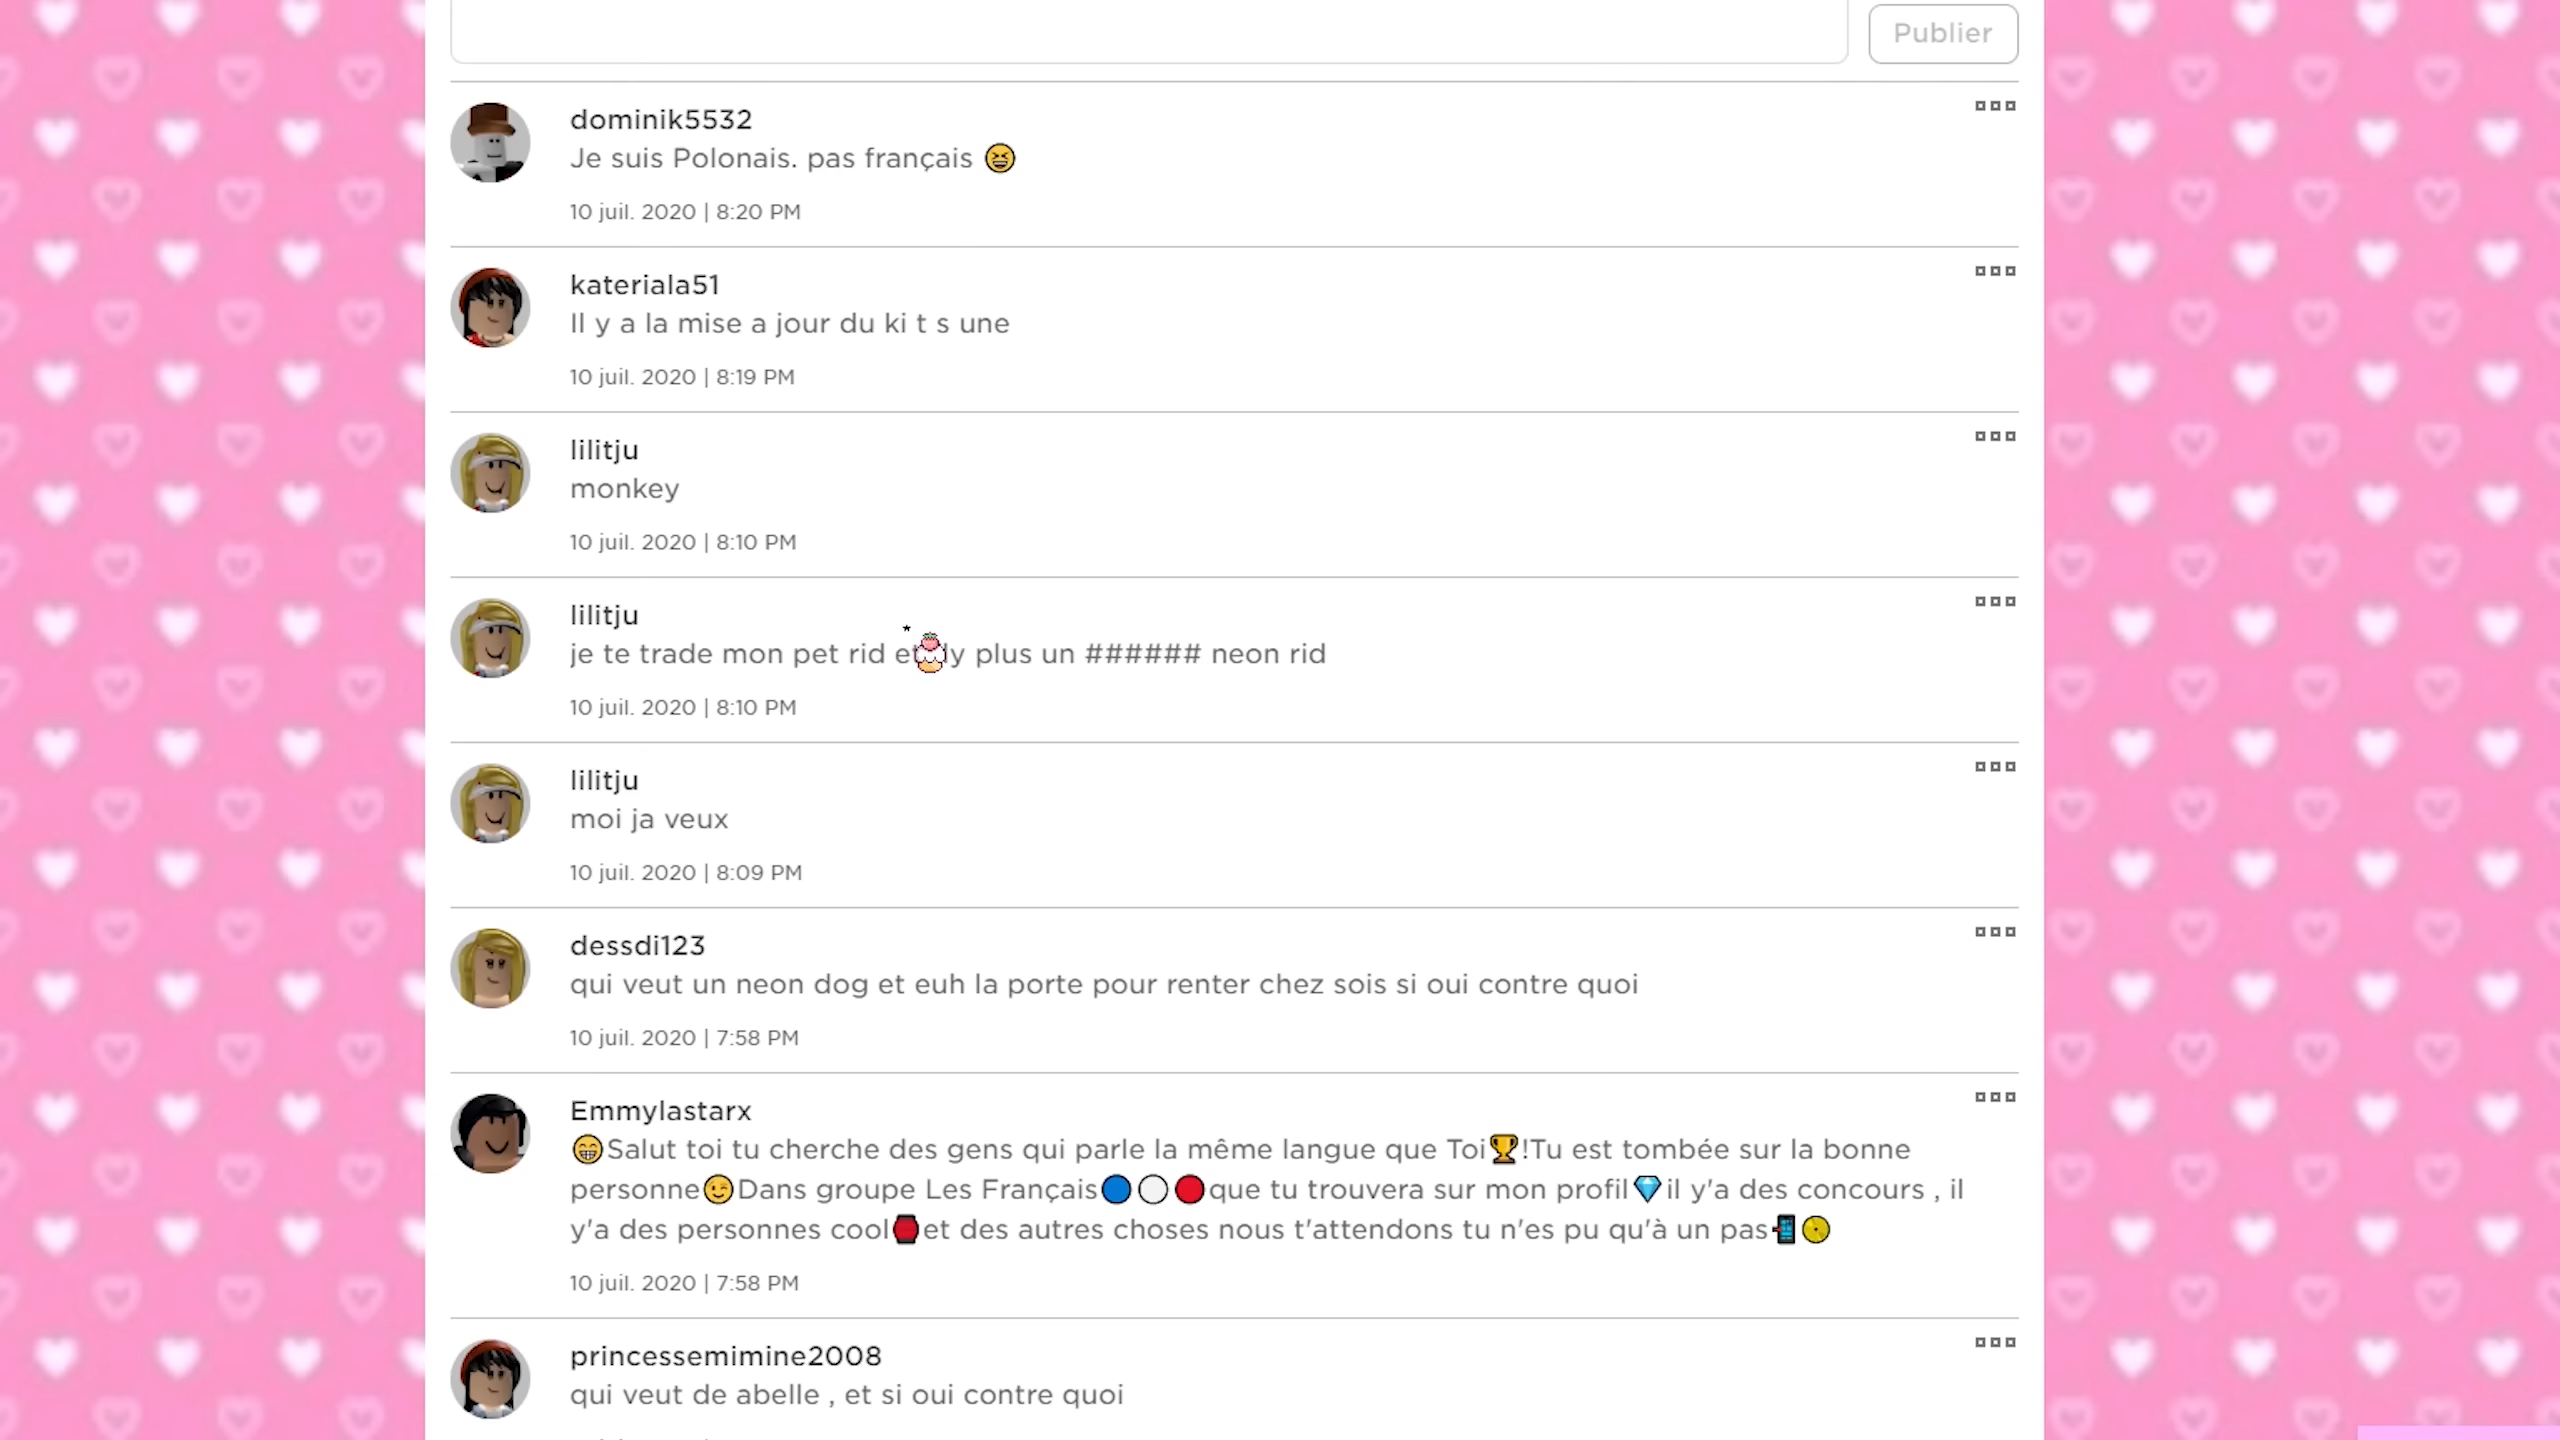 Publier
dominik5532
Je suis Polonais. pas français 😆
10 juil. 2020 | 8:20 PM
kateriala51
Il y a la mise a jour du ki t s une
10 juil. 2020 | 8:19 PM
lilitju
monkey
10 juil. 2020 | 8:10 PM
lilitju
je te trade mon pet rid et plus un ###### neon rid
10 juil. 2020 | 8:10 PM
lilitju
moi ja veux
10 juil. 2020 | 8:09 PM
dessdi123
qui veut un neon dog et euh la porte pour renter chez sois si oui contre quoi
10 juil. 2020 | 7:58 PM
Emmylastarx
😁Salut toi tu cherche des gens qui parle la même langue que Toi🏆!Tu est tombée sur la bonne
personne😉Dans groupe Les Français🔵⚪🔴que tu trouvera sur mon profil💎il y'a des concours , il
y'a des personnes cool🏮et des autres choses nous t'attendons tu n'es pu qu'à un pas📲📀
10 juil. 2020 | 7:58 PM
princessemimine2008
qui veut de abelle , et si oui contre quoi